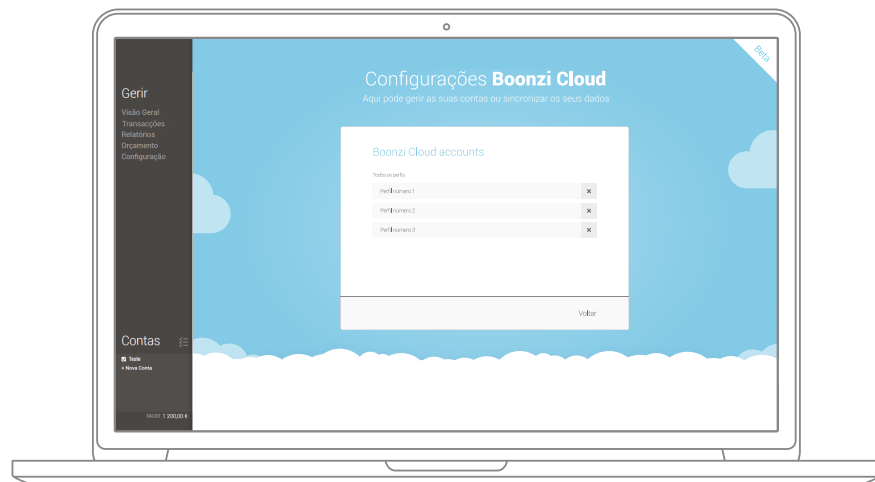 Gerir
Visão Geral
Transacções
Relatórios
Orçamento
Configuração
Contas
Teste
+ Nova Conta
SALDO 1 200,00 €
Beta
Configurações Boonzi Cloud
Aqui pode gerir as suas contas ou sincronizar os seus dados
Boonzi Cloud accounts
Todos os perfis
Perfil número 1
Perfil número 2
Perfil número 3
Voltar